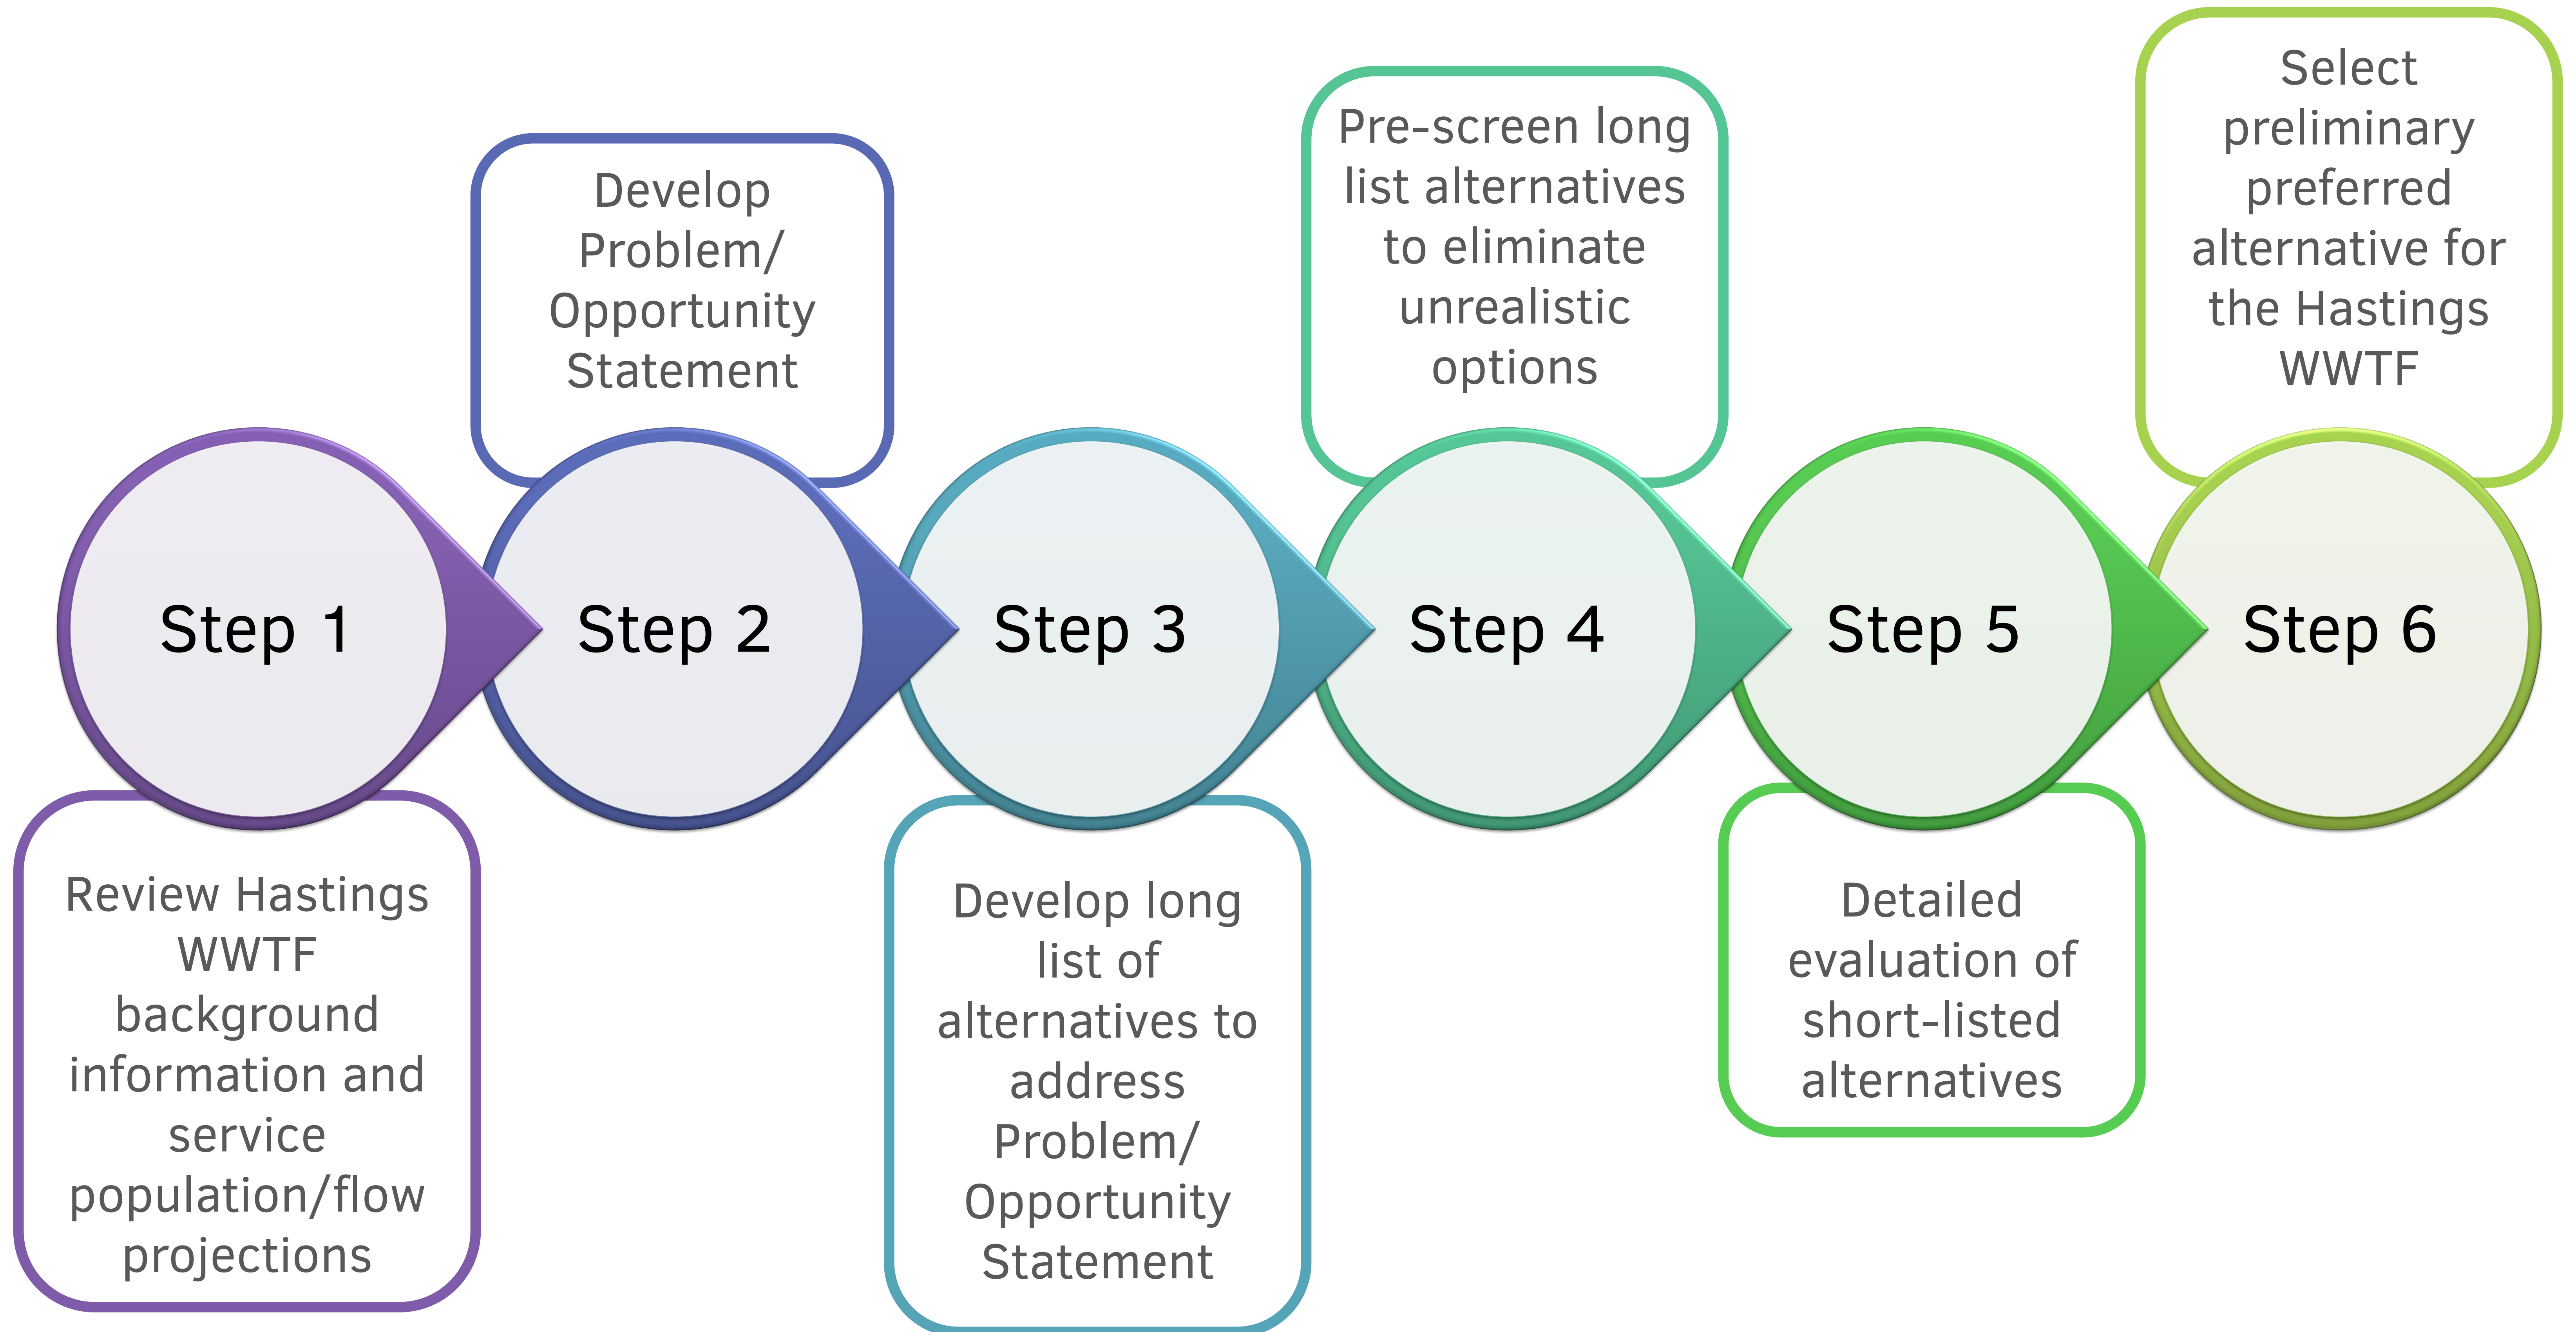 Step 1
Review Hastings
WWTF
background
information and
service
population/flow
projections
Step 2
Develop
Problem/
Opportunity
Statement
Step 3
Develop long
list of
alternatives to
address
Problem/
Opportunity
Statement
Step 4
Pre-screen long
list alternatives
to eliminate
unrealistic
options
Step 5
Detailed
evaluation of
short-listed
alternatives
Step 6
Select
preliminary
preferred
alternative for
the Hastings
WWTF